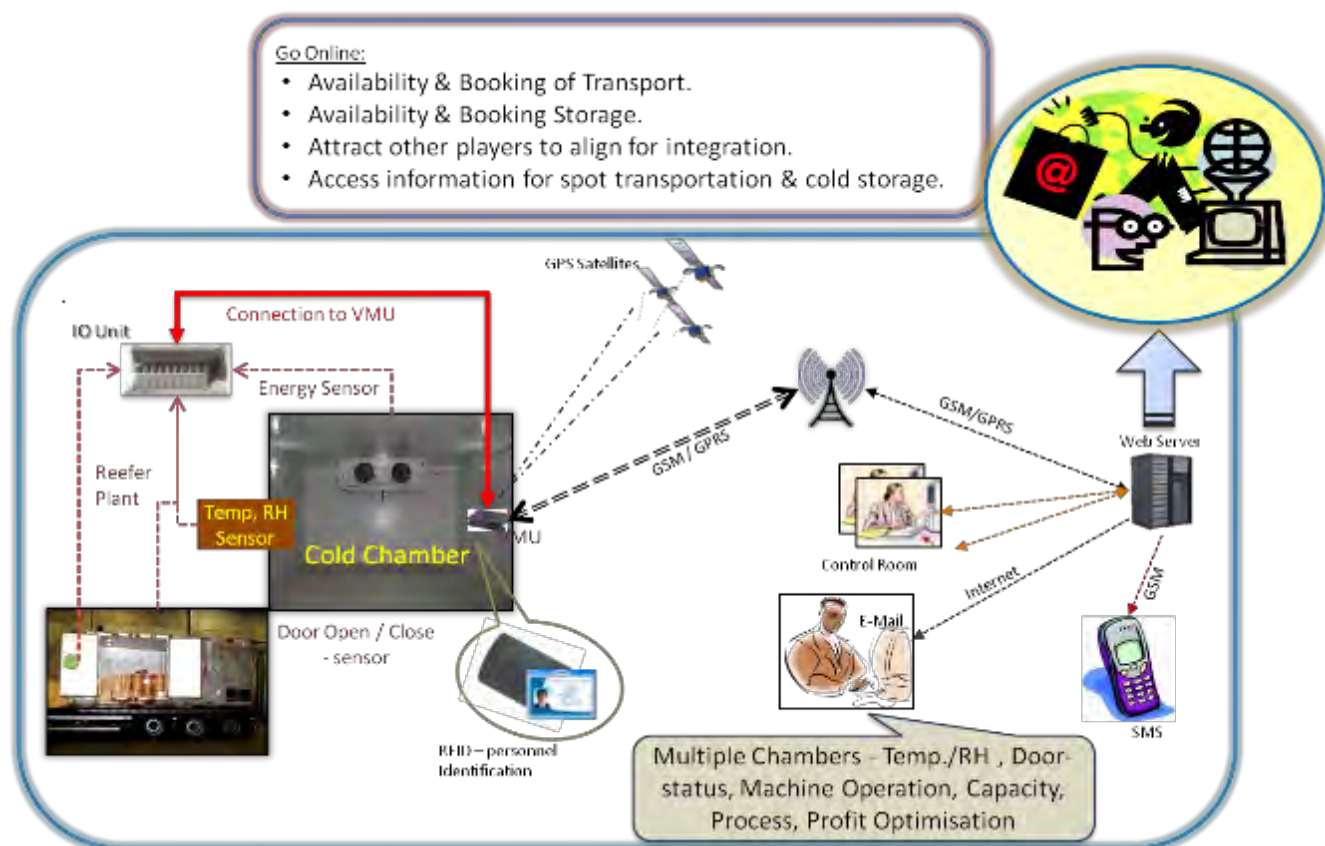 Go Online:
• Availability & Booking of Transport.
• Availability & Booking Storage.
• Attract other players to align for integration.
• Access information for spot transportation & cold storage.
@
GPS Satellites
Connection to VMU
IO Unit
Energy Sensor
GSM / GPRS
GSM/GPRS
Web Server
Reefer
Plant
Temp, RH
Sensor
VMU
Cold Chamber
Control Room
Internet
GSM
E-Mail
Door Open / Close
- sensor
RFID – personnel
Identification
SMS
Multiple Chambers - Temp./RH , Door-
status, Machine Operation, Capacity,
Process, Profit Optimisation